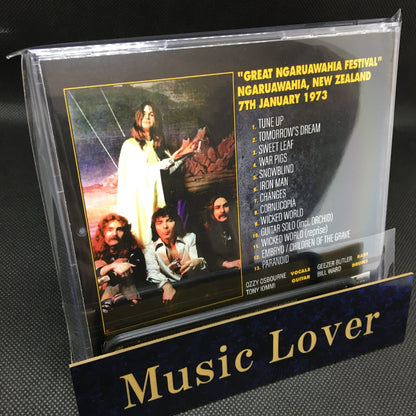 "GREAT NGARUAWAHIA FESTIVAL"
NGARUAWAHIA, NEW ZEALAND
7TH JANUARY 1973
1. TUNE UP
2. TOMORROW'S DREAM
3. SWEET LEAF
4. WAR PIGS
5. SNOWBLIND
6. IRON MAN
7. CHANGES
8. CORNUCOPIA
9. WICKED WORLD
10. GUITAR SOLO (incl. ORCHID)
11. WICKED WORLD (reprise)
12. EMBRYO / CHILDREN OF THE GRAVE
13. PARANOID
OZZY OSBOURNE VOCALS GEEZER BUTLER BASS
TONY IOMMI GUITAR BILL WARD DRUMS
Music Lover